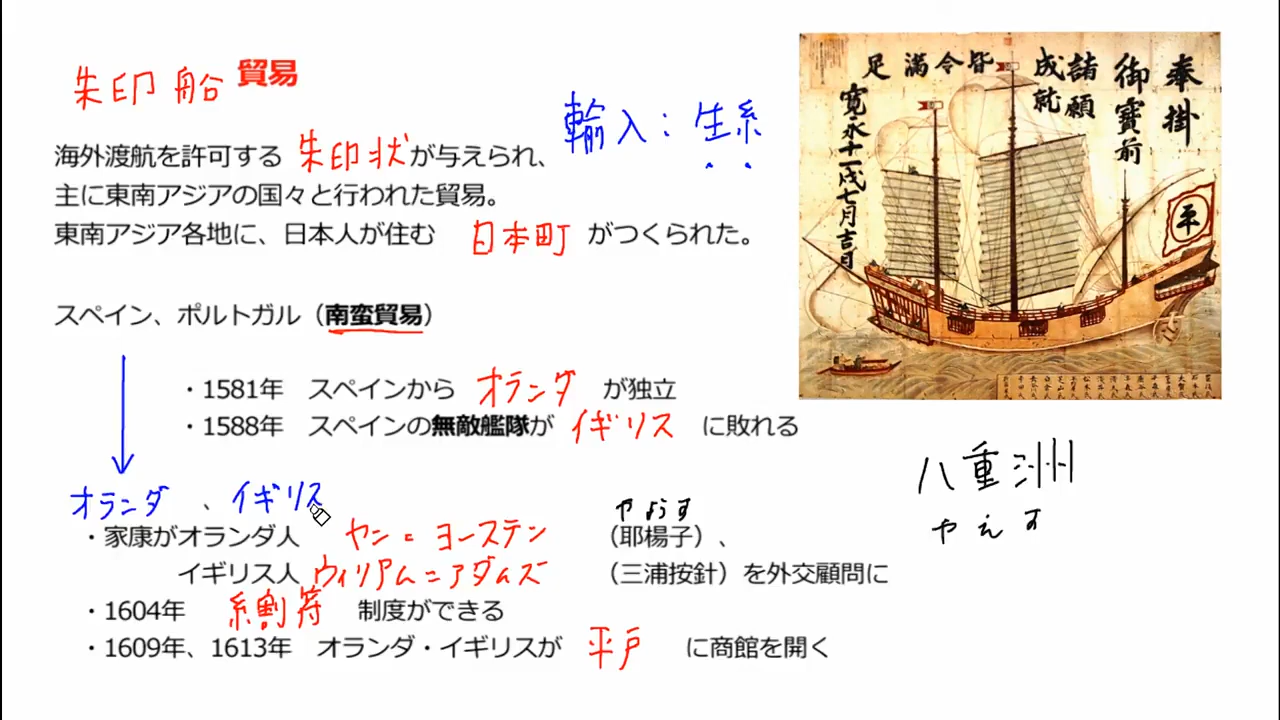 朱印船貿易
輸入：生糸
海外渡航を許可する 朱印状が与えられ、
主に東南アジアの国々と行われた貿易。
東南アジア各地に、日本人が住む 日本町 がつくられた。
スペイン、ポルトガル（南蛮貿易）
・1581年 スペインから オランダ が独立
・1588年 スペインの無敵艦隊が イギリス に敗れる
オランダ、イギリス
やようす
・家康がオランダ人 ヤン＝ヨーステン （耶楊子）、
イギリス人 ウィリアム＝アダムズ （三浦按針）を外交顧問に
・1604年 糸割符 制度ができる
・1609年、1613年 オランダ・イギリスが 平戸 に商館を開く
奉掛
御寳前
諸願
成就
皆令満足
寛永十一戌七月吉日
平
八重洲
やえす